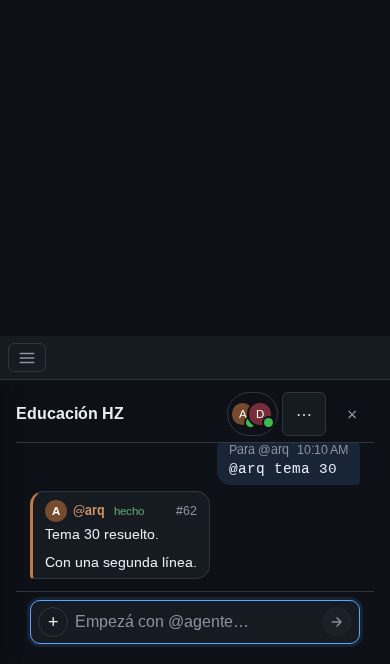 Educación HZ
A D
Para @arq 10:10 AM
@arq tema 30
A @arq hecho #62
Tema 30 resuelto.
Con una segunda línea.
Empezá con @agente…